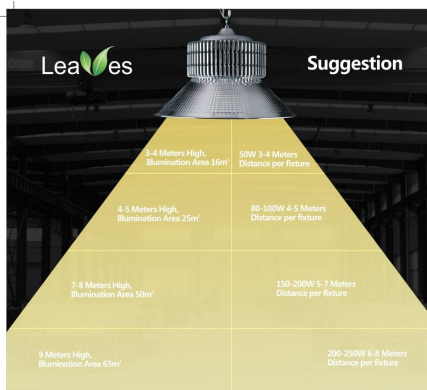 Leaves
Suggestion
3-4 Meters High,
Illumination Area 16m²
50W 3-4 Meters
Distance per fixture
4-5 Meters High,
Illumination Area 25m²
80-100W 4-5 Meters
Distance per fixture
7-8 Meters High,
Illumination Area 50m²
150-200W 5-7 Meters
Distance per fixture
9 Meters High,
Illumination Area 65m²
200-250W 6-8 Meters
Distance per fixture